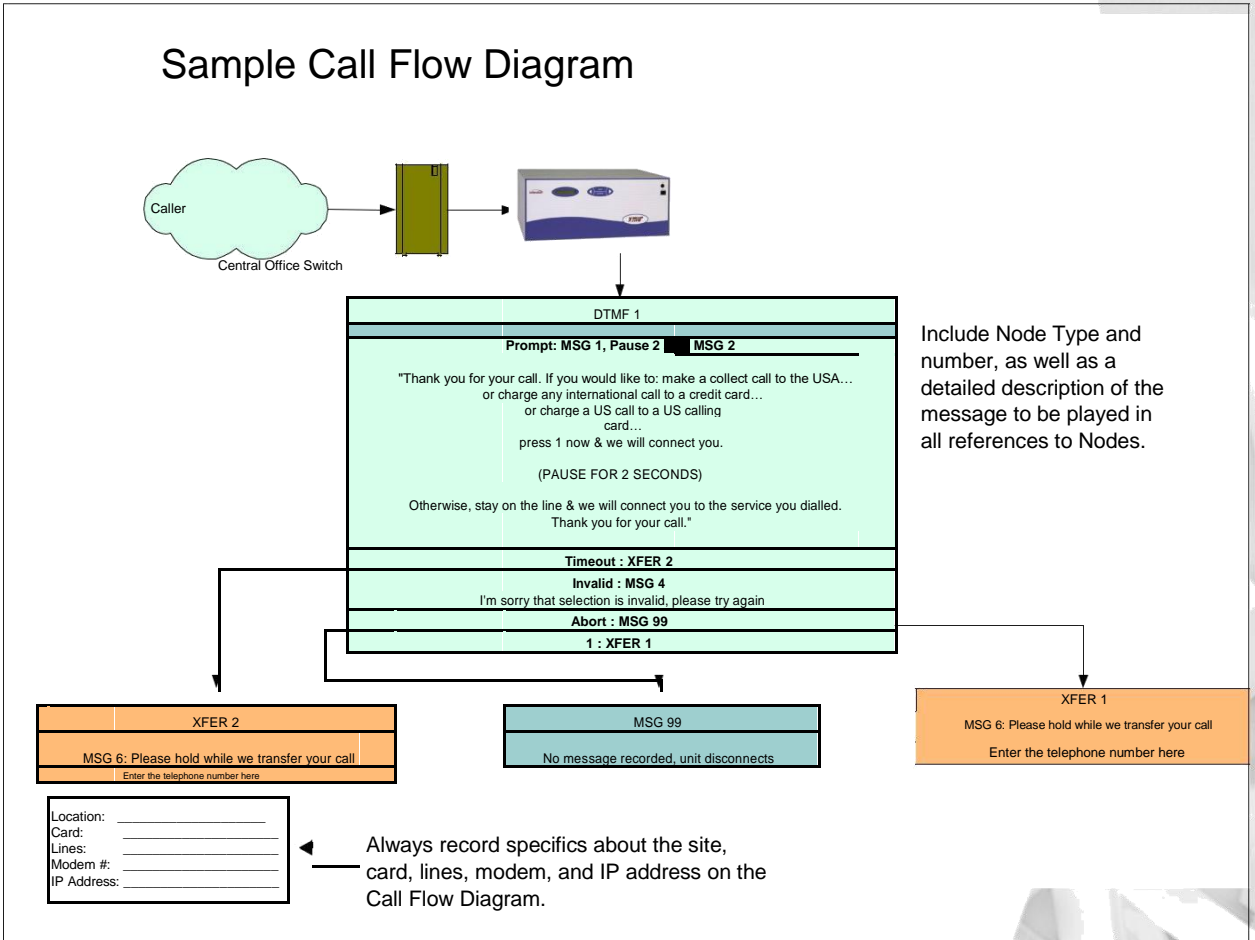 Sample Call Flow Diagram
Caller
Central Office Switch
DTMF 1
Prompt: MSG 1, Pause 2 MSG 2
"Thank you for your call. If you would like to: make a collect call to the USA…
or charge any international call to a credit card…
or charge a US call to a US calling
card…
press 1 now & we will connect you.
(PAUSE FOR 2 SECONDS)
Otherwise, stay on the line & we will connect you to the service you dialled.
Thank you for your call."
Timeout : XFER 2
Invalid : MSG 4
I'm sorry that selection is invalid, please try again
Abort : MSG 99
1 : XFER 1
Include Node Type and
number, as well as a
detailed description of the
message to be played in
all references to Nodes.
XFER 2
MSG 6: Please hold while we transfer your call
Enter the telephone number here
MSG 99
No message recorded, unit disconnects
XFER 1
MSG 6: Please hold while we transfer your call
Enter the telephone number here
Location: ____________________
Card: _____________________
Lines: _____________________
Modem #: _____________________
IP Address: _____________________
Always record specifics about the site,
card, lines, modem, and IP address on the
Call Flow Diagram.